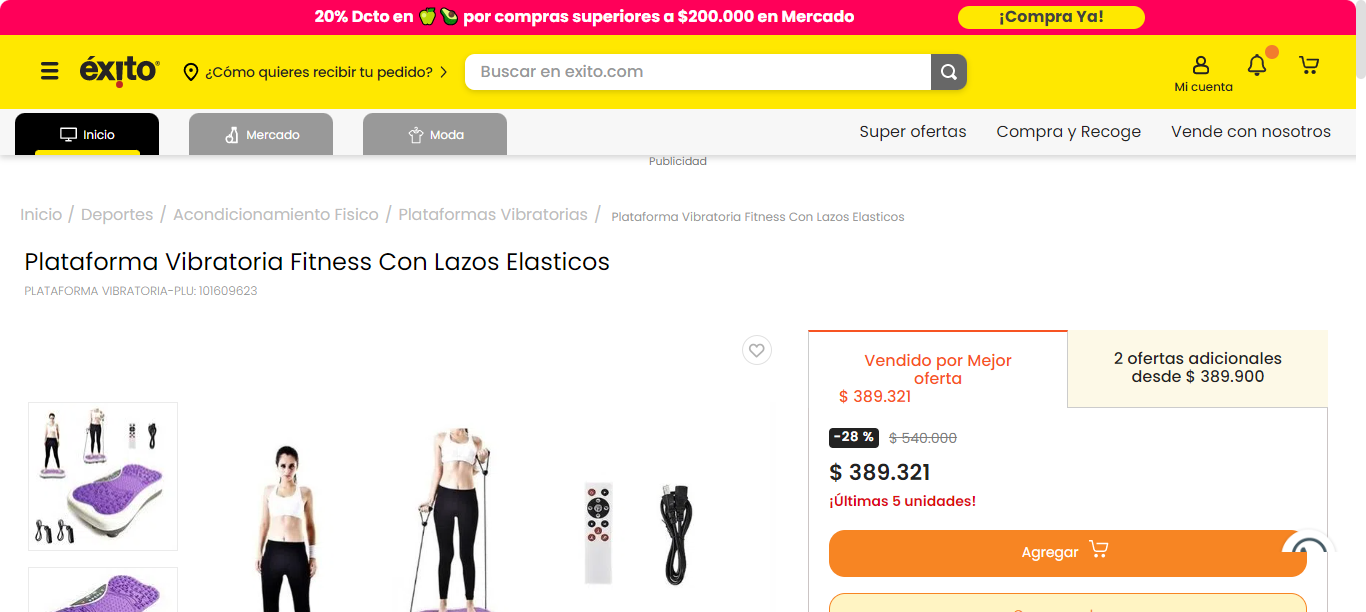 20% Dcto en 🍏🥑 por compras superiores a $200.000 en Mercado
¡Compra Ya!
éxito
¿Cómo quieres recibir tu pedido?
Buscar en exito.com
Mi cuenta
Inicio
Mercado
Moda
Super ofertas
Compra y Recoge
Vende con nosotros
Publicidad
Inicio / Deportes / Acondicionamiento Fisico / Plataformas Vibratorias / Plataforma Vibratoria Fitness Con Lazos Elasticos
Plataforma Vibratoria Fitness Con Lazos Elasticos
PLATAFORMA VIBRATORIA-PLU: 101609623
Vendido por Mejor
oferta
$ 389.321
2 ofertas adicionales
desde $ 389.900
-28 % $ 540.000
$ 389.321
¡Últimas 5 unidades!
Agregar